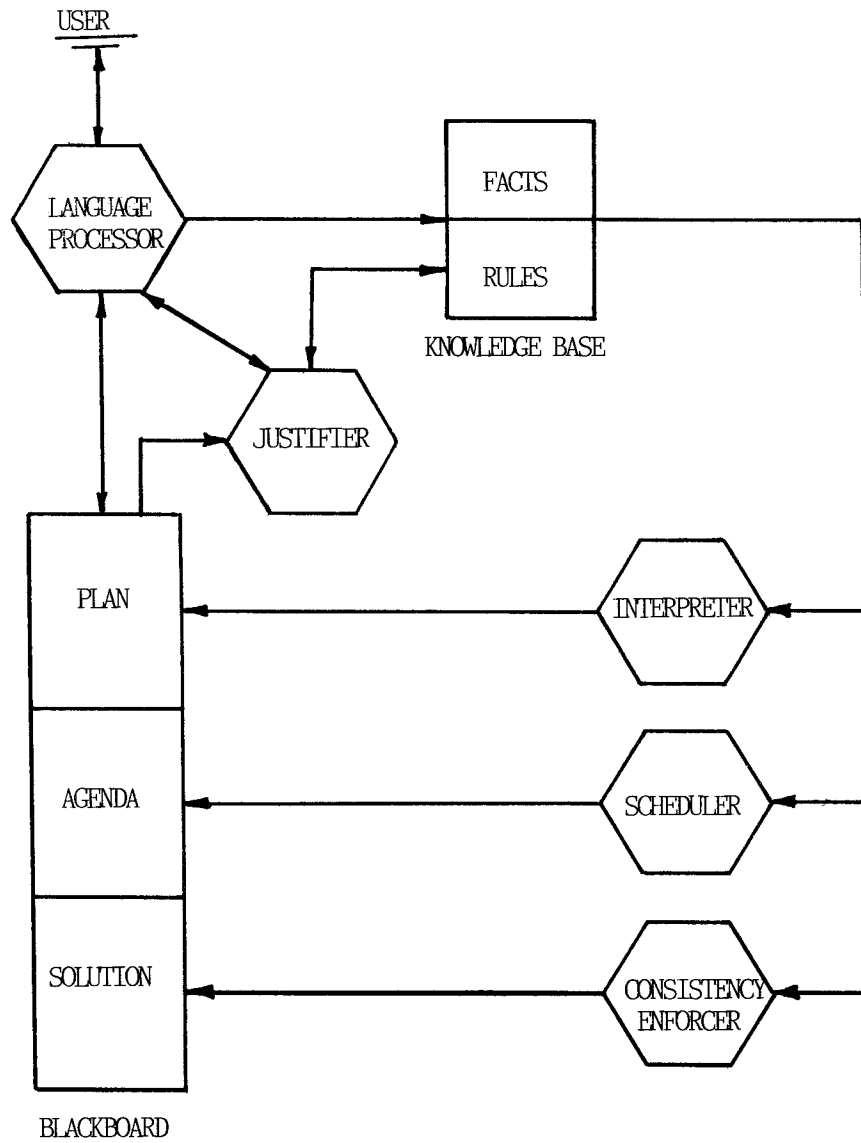 USER
LANGUAGE
PROCESSOR
FACTS
RULES
KNOWLEDGE BASE
JUSTIFIER
PLAN
INTERPRETER
AGENDA
SCHEDULER
SOLUTION
CONSISTENCY
ENFORCER
BLACKBOARD